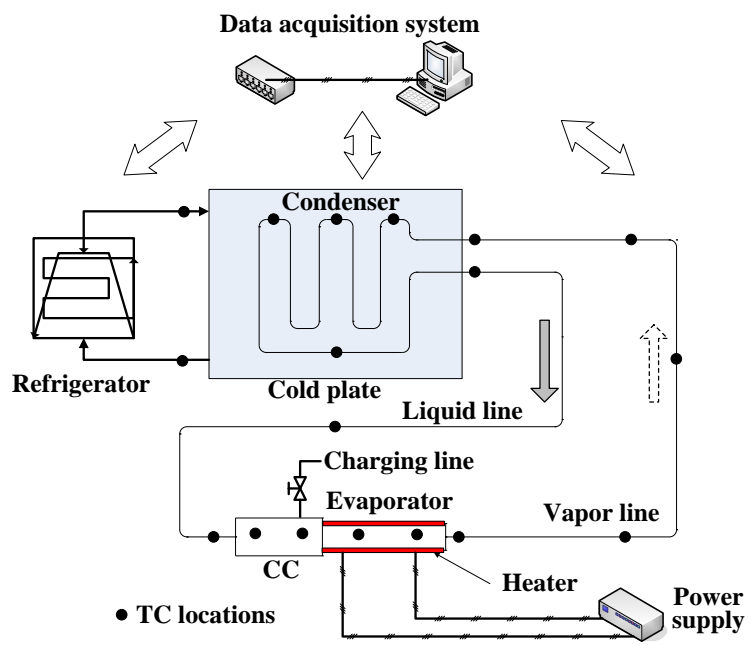 Data acquisition system
Condenser
Refrigerator
Cold plate
Liquid line
Charging line
Evaporator
Vapor line
CC
Heater
TC locations
Power
supply